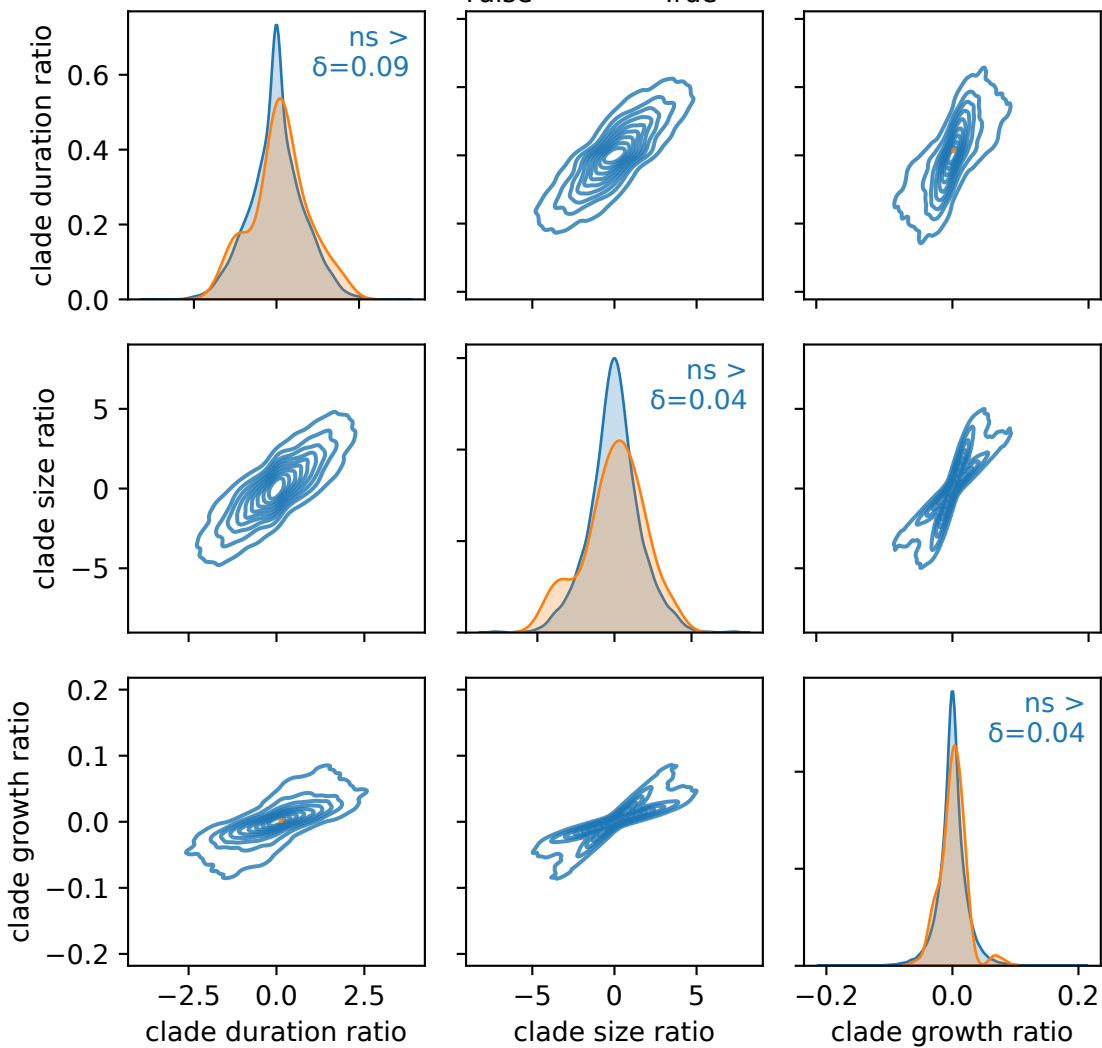 clade duration ratio
0.6
0.4
0.2
0.0
ns >
δ=0.09
clade size ratio
5
0
−5
ns >
δ=0.04
clade growth ratio
0.2
0.1
0.0
−0.1
−0.2
ns >
δ=0.04
−2.5 0.0 2.5
clade duration ratio
−5 0 5
clade size ratio
−0.2 0.0 0.2
clade growth ratio